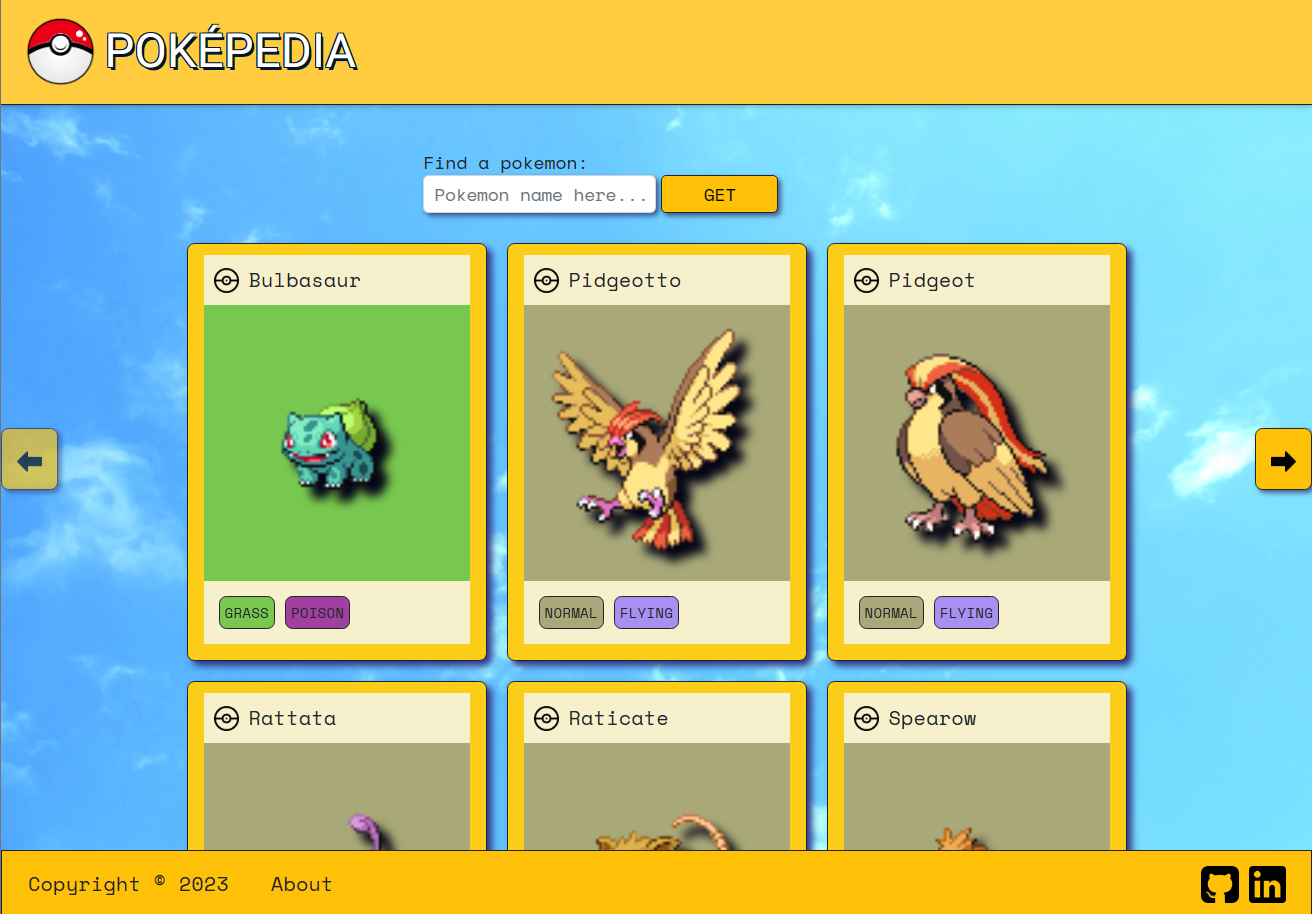 POKÉPEDIA
Find a pokemon:
Pokemon name here... GET
Bulbasaur Pidgeotto Pidgeot
GRASS POISON NORMAL FLYING NORMAL FLYING
Rattata Raticate Spearow
Copyright © 2023 About
in